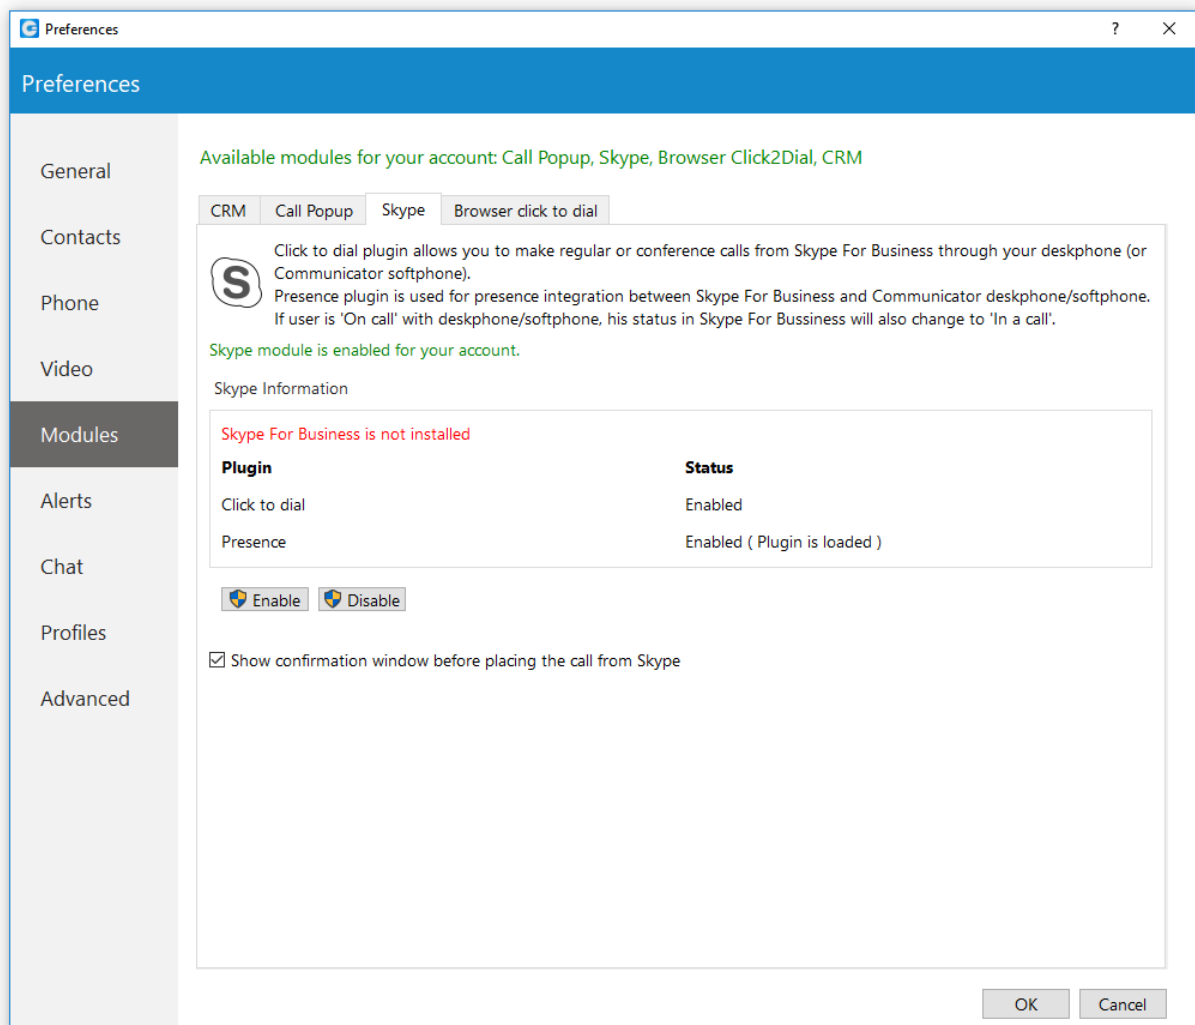 Preferences
?
Preferences
General
Contacts
Phone
Video
Modules
Alerts
Chat
Profiles
Advanced
Available modules for your account: Call Popup, Skype, Browser Click2Dial, CRM
CRM Call Popup Skype Browser click to dial
Click to dial plugin allows you to make regular or conference calls from Skype For Business through your deskphone (or
Communicator softphone).
Presence plugin is used for presence integration between Skype For Business and Communicator deskphone/softphone.
If user is 'On call' with deskphone/softphone, his status in Skype For Bussiness will also change to 'In a call'.
Skype module is enabled for your account.
Skype Information
Skype For Business is not installed
Plugin Status
Click to dial Enabled
Presence Enabled ( Plugin is loaded )
Enable Disable
Show confirmation window before placing the call from Skype
OK Cancel